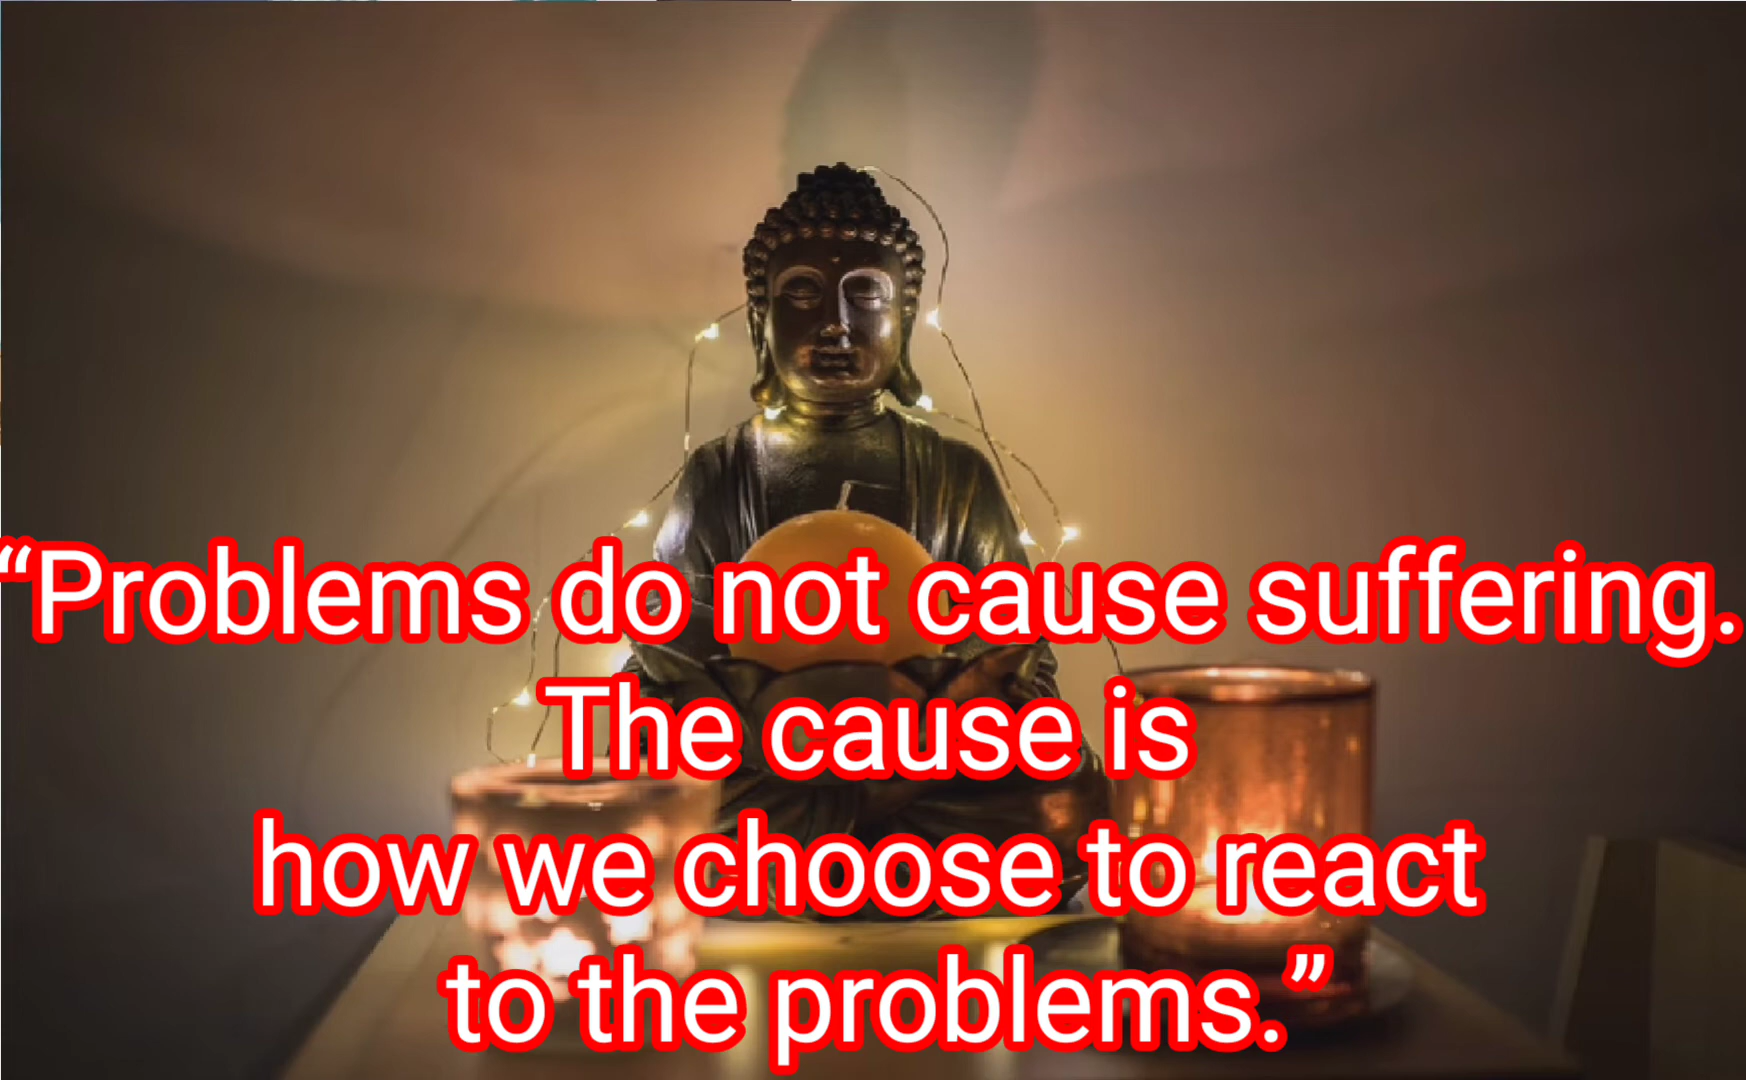 “Problems do not cause suffering.
The cause is
how we choose to react
to the problems.”